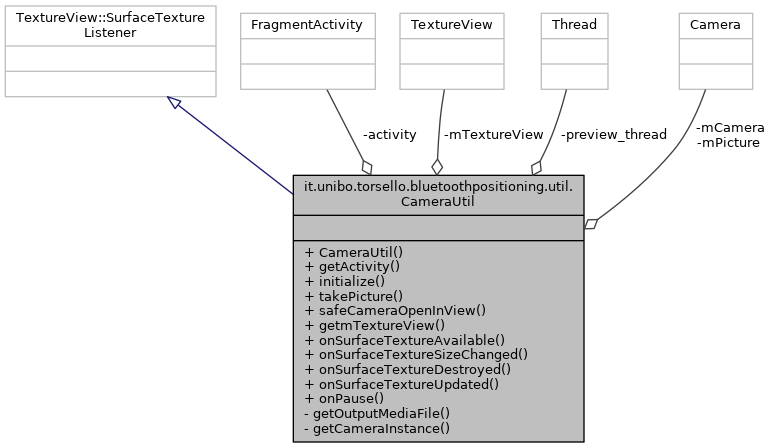 TextureView::SurfaceTexture
Listener
FragmentActivity
TextureView
Thread
Camera
-activity
-mTextureView
-preview_thread
-mCamera
-mPicture
it.unibo.torsello.bluetoothpositioning.util.
CameraUtil
+ CameraUtil()
+ getActivity()
+ initialize()
+ takePicture()
+ safeCameraOpenInView()
+ getmTextureView()
+ onSurfaceTextureAvailable()
+ onSurfaceTextureSizeChanged()
+ onSurfaceTextureDestroyed()
+ onSurfaceTextureUpdated()
+ onPause()
- getOutputMediaFile()
- getCameraInstance()